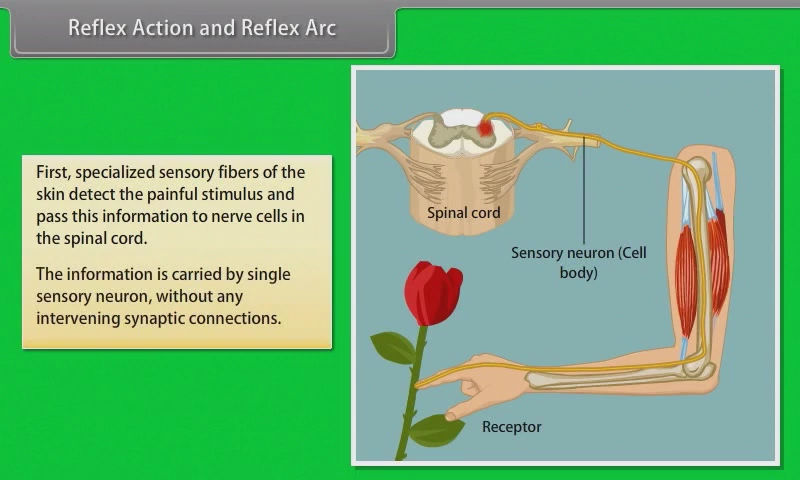 Reflex Action and Reflex Arc
First, specialized sensory fibers of the
skin detect the painful stimulus and
pass this information to nerve cells in
the spinal cord.
The information is carried by single
sensory neuron, without any
intervening synaptic connections.
Spinal cord
Sensory neuron (Cell
body)
Receptor